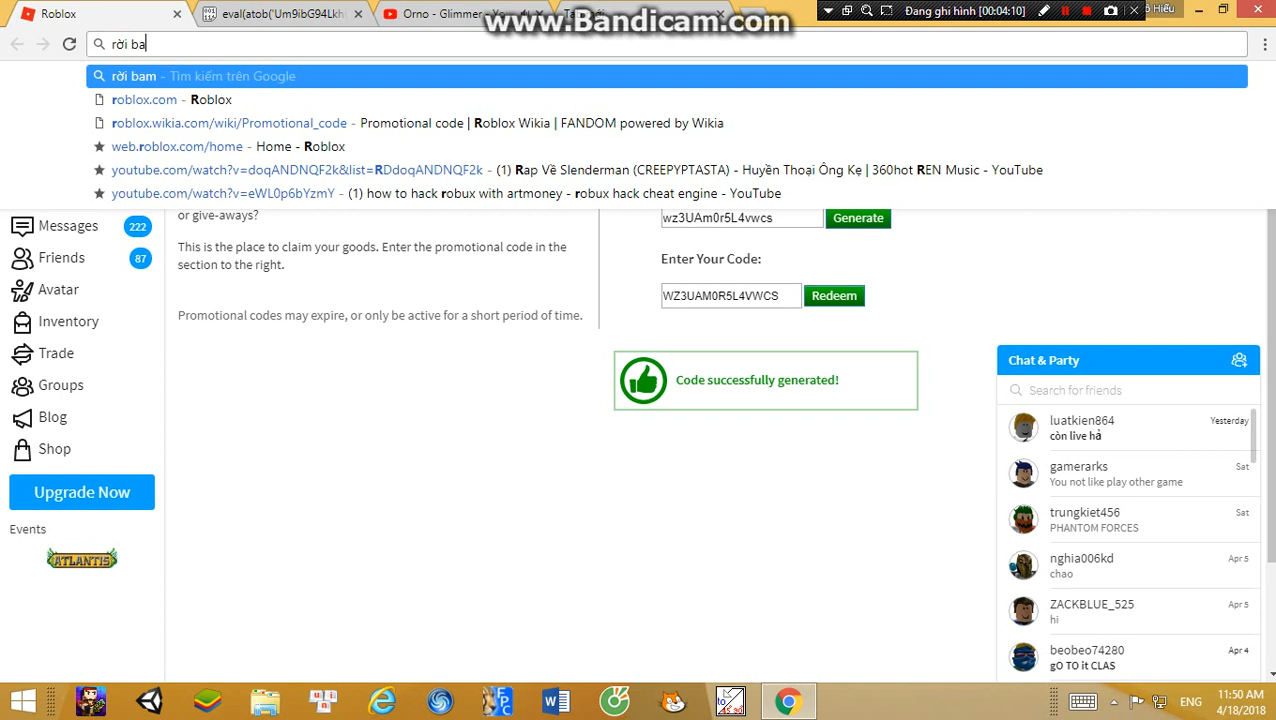 www.Bandicam.com
Roblox
eval(atob('Um9ibG94Lkh
Orno - Glimmer
Đang ghi hình [00:04:10]
Hiếu
rời ba
rời bam - Tìm kiếm trên Google
roblox.com - Roblox
roblox.wikia.com/wiki/Promotional_code - Promotional code | Roblox Wikia | FANDOM powered by Wikia
web.roblox.com/home - Home - Roblox
youtube.com/watch?v=doqANDNQF2k&list=RDdoqANDNQF2k - (1) Rap Về Slenderman (CREEPYPTASTA) - Huyền Thoại Ông Kẹ | 360hot REN Music - YouTube
youtube.com/watch?v=eWL0p6bYzmY - (1) how to hack robux with artmoney - robux hack cheat engine - YouTube
or give-aways?
This is the place to claim your goods. Enter the promotional code in the
section to the right.
Promotional codes may expire, or only be active for a short period of time.
wz3UAm0r5L4vwcs Generate
Enter Your Code:
WZ3UAM0R5L4VWCS Redeem
Code successfully generated!
Messages 222
Friends 87
Avatar
Inventory
Trade
Groups
Blog
Shop
Upgrade Now
Events
ATLANTIS
Chat & Party
Search for friends
luatkien864 Yesterday
còn live hả
gamerarks Sat
You not like play other game
trungkiet456 Sat
PHANTOM FORCES
nghia006kd Apr 5
chao
ZACKBLUE_525 Apr 5
hi
beobeo74280 Apr 4
gO TO it CLAS
ENG
11:50 AM
4/18/2018